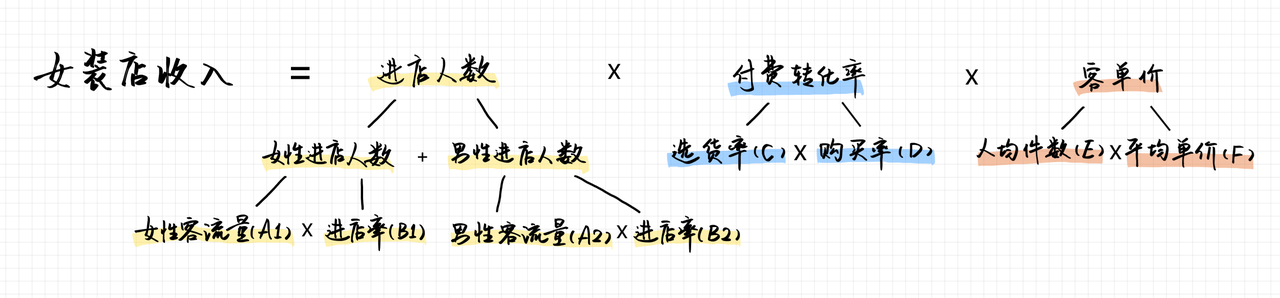 女装店收入 = 进店人数 x 付费转化率 x 客单价
女性进店人数 + 男性进店人数 选货率(C) x 购买率(D) 人均件数(E) x 平均单价(F)
女性客流量(A1) x 进店率(B1) 男性客流量(A2) x 进店率(B2)